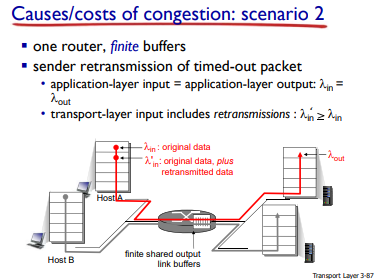 Causes/costs of congestion: scenario 2
▪ one router, finite buffers
▪ sender retransmission of timed-out packet
• application-layer input = application-layer output: λin =
λout
• transport-layer input includes retransmissions : λ'in ≥ λin
λin : original data
λ'in: original data, plus
retransmitted data
λout
Host A
Host B
finite shared output
link buffers
Transport Layer 3-87